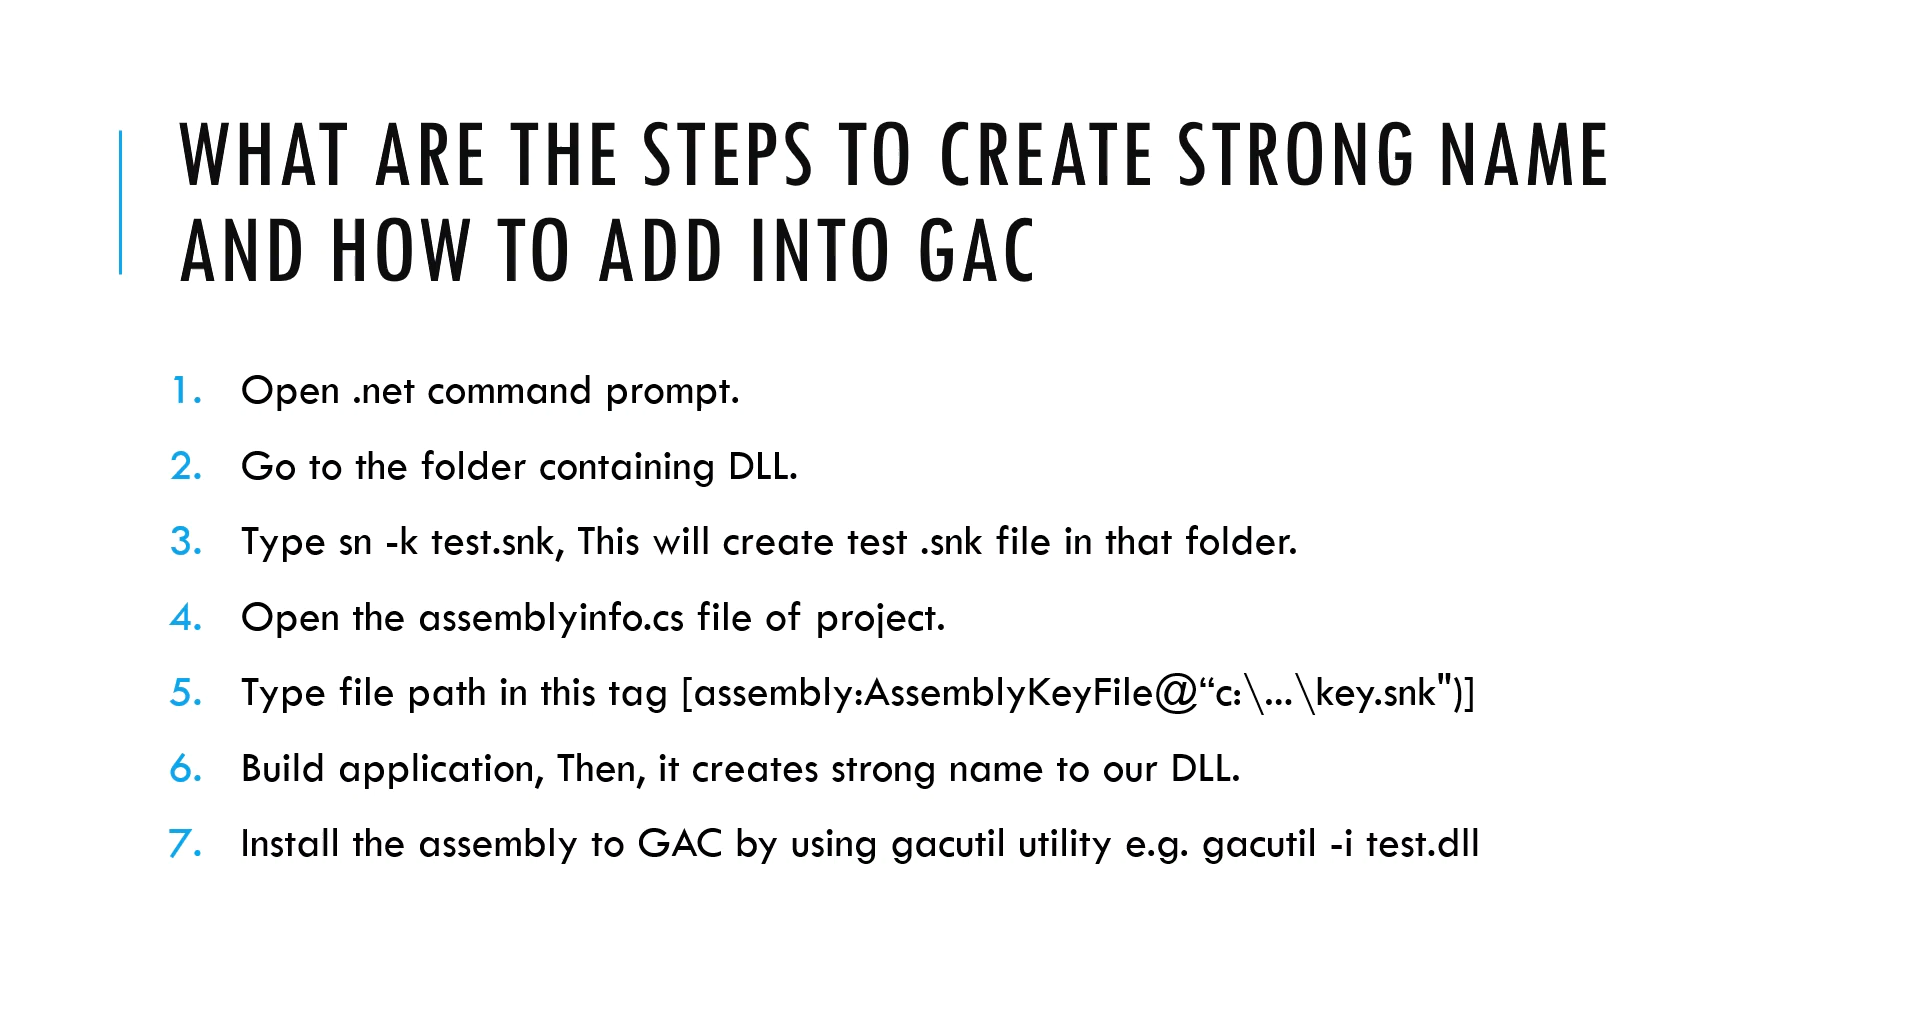 WHAT ARE THE STEPS TO CREATE STRONG NAME
AND HOW TO ADD INTO GAC
1. Open .net command prompt.
2. Go to the folder containing DLL.
3. Type sn -k test.snk, This will create test .snk file in that folder.
4. Open the assemblyinfo.cs file of project.
5. Type file path in this tag [assembly:AssemblyKeyFile@“c:\...\key.snk")]
6. Build application, Then, it creates strong name to our DLL.
7. Install the assembly to GAC by using gacutil utility e.g. gacutil -i test.dll